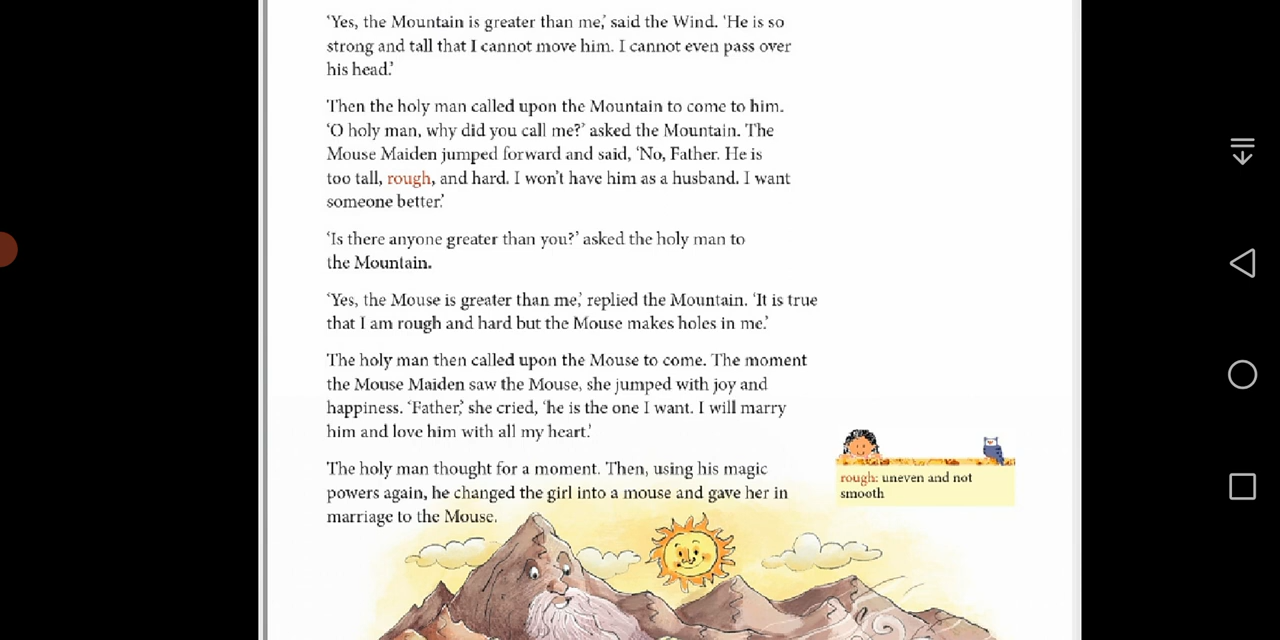 ‘Yes, the Mountain is greater than me,’ said the Wind. ‘He is so
strong and tall that I cannot move him. I cannot even pass over
his head.’
Then the holy man called upon the Mountain to come to him.
‘O holy man, why did you call me?’ asked the Mountain. The
Mouse Maiden jumped forward and said, ‘No, Father. He is
too tall, rough, and hard. I won’t have him as a husband. I want
someone better.’
‘Is there anyone greater than you?’ asked the holy man to
the Mountain.
‘Yes, the Mouse is greater than me,’ replied the Mountain. ‘It is true
that I am rough and hard but the Mouse makes holes in me.’
The holy man then called upon the Mouse to come. The moment
the Mouse Maiden saw the Mouse, she jumped with joy and
happiness. ‘Father,’ she cried, ‘he is the one I want. I will marry
him and love him with all my heart.’
The holy man thought for a moment. Then, using his magic
powers again, he changed the girl into a mouse and gave her in
marriage to the Mouse.
rough: uneven and not
smooth